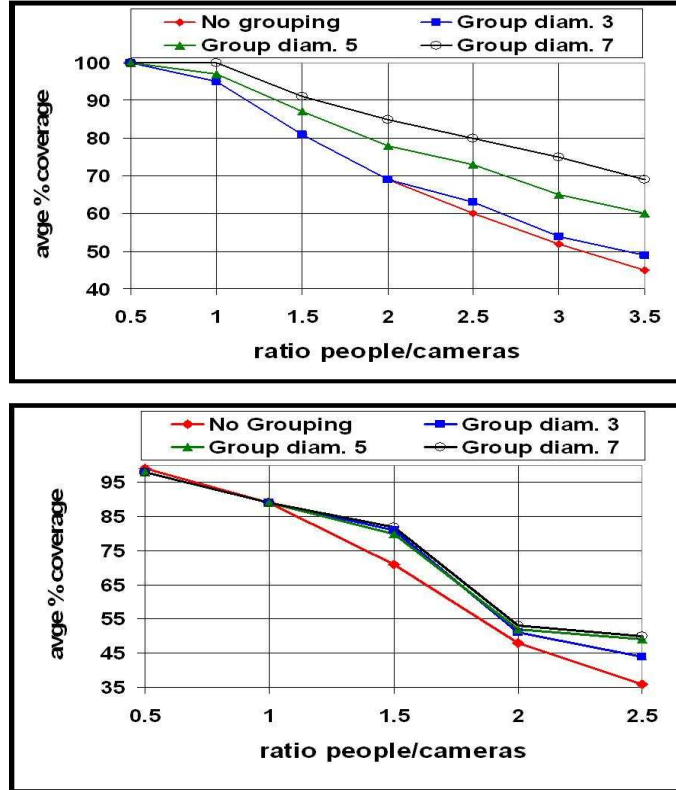 No grouping
Group diam. 3
Group diam. 5
Group diam. 7
100
90
80
70
60
50
40
avge % coverage
0.5 1 1.5 2 2.5 3 3.5
ratio people/cameras
No Grouping
Group diam. 3
Group diam. 5
Group diam. 7
95
85
75
65
55
45
35
avge % coverage
0.5 1 1.5 2 2.5
ratio people/cameras